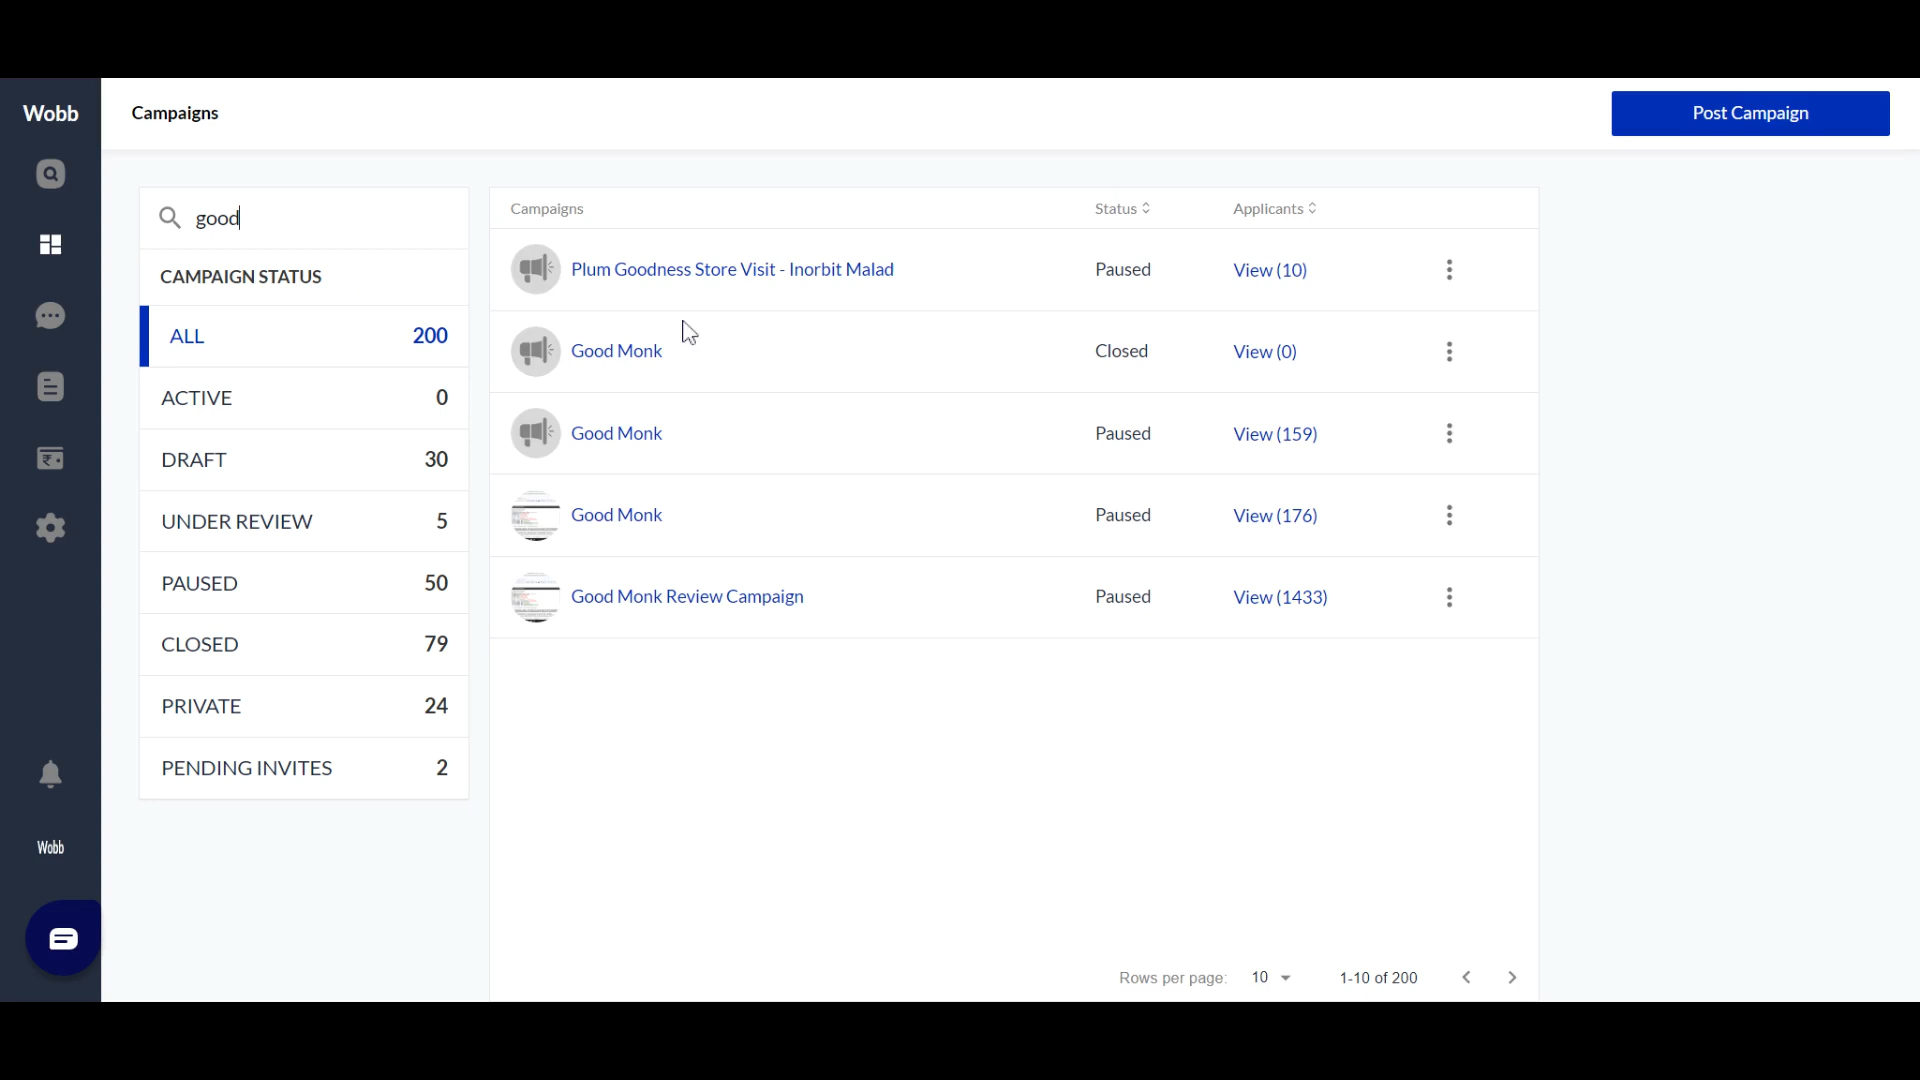 Wobb
Campaigns
Post Campaign
good
CAMPAIGN STATUS
ALL 200
ACTIVE 0
DRAFT 30
UNDER REVIEW 5
PAUSED 50
CLOSED 79
PRIVATE 24
PENDING INVITES 2
Campaigns Status Applicants
Plum Goodness Store Visit - Inorbit Malad Paused View (10)
Good Monk Closed View (0)
Good Monk Paused View (159)
Good Monk Paused View (176)
Good Monk Review Campaign Paused View (1433)
Wobb
Rows per page: 10 1-10 of 200